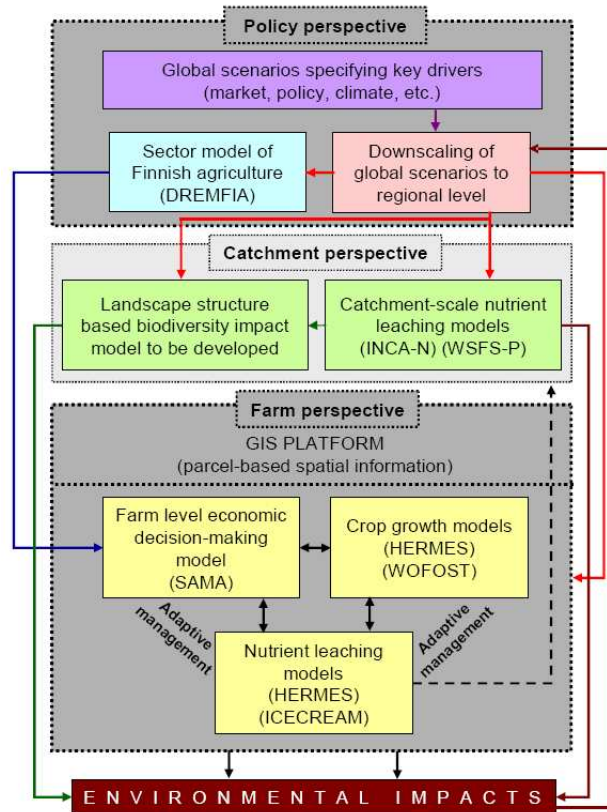 Policy perspective
Global scenarios specifying key drivers
(market, policy, climate, etc.)
Sector model of
Finnish agriculture
(DREMFIA)
Downscaling of
global scenarios to
regional level
Catchment perspective
Landscape structure
based biodiversity impact
model to be developed
Catchment-scale nutrient
leaching models
(INCA-N) (WSFS-P)
Farm perspective
GIS PLATFORM
(parcel-based spatial information)
Farm level economic
decision-making
model
(SAMA)
Crop growth models
(HERMES)
(WOFOST)
Adaptive
management
Nutrient leaching
models
(HERMES)
(ICECREAM)
Adaptive
management
ENVIRONMENTAL IMPACTS